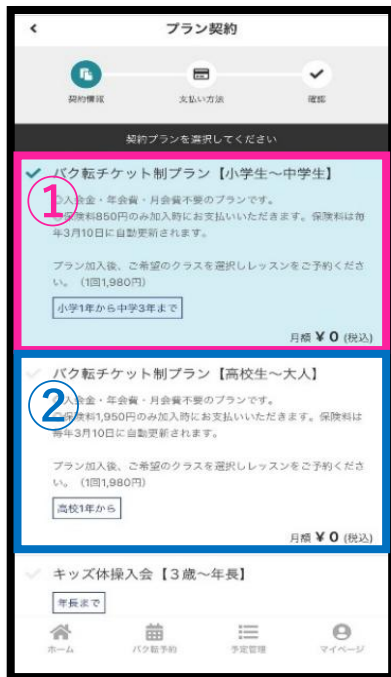 プラン契約
契約情報
支払い方法
確認
契約プランを選択してください
バク転チケット制プラン【小学生~中学生】
①
◎入会金・年会費・月会費不要のプランです。
◎保険料850円のみ加入時にお支払いいただきます。保険料は毎
年3月10日に自動更新されます。
プラン加入後、ご希望のクラスを選択しレッスンをご予約くださ
い。(1回1,980円)
小学1年から中学3年まで
月額 ¥ 0 (税込)
バク転チケット制プラン【高校生~大人】
②
入会金・年会費・月会費不要のプランです。
保険料1,950円のみ加入時にお支払いいただきます。保険料は
毎年3月10日に自動更新されます。
プラン加入後、ご希望のクラスを選択しレッスンをご予約くださ
い。(1回1,980円)
高校1年から
月額 ¥ 0 (税込)
キッズ体操入会【3歳~年長】
年長まで
ホーム
バク転予約
予定管理
マイページ